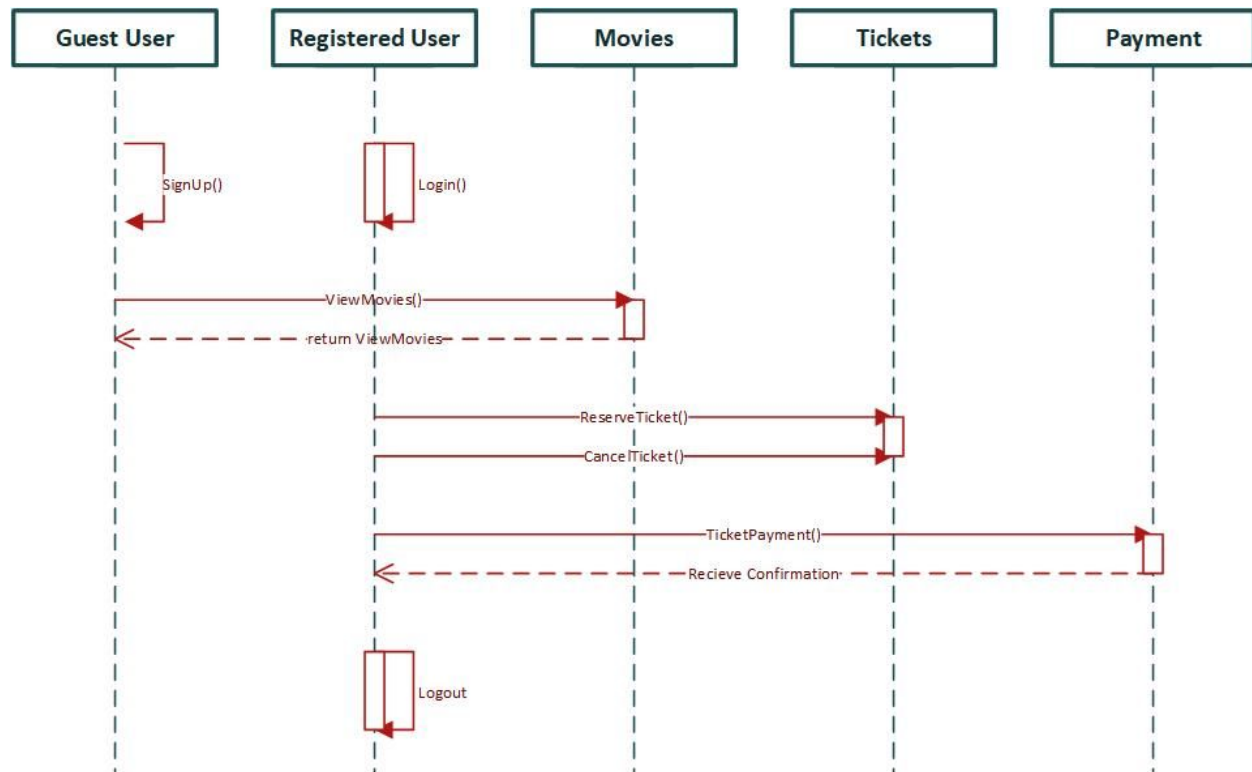 Guest User
Registered User
Movies
Tickets
Payment
SignUp()
Login()
ViewMovies()
return ViewMovies
ReserveTicket()
CancelTicket()
TicketPayment()
Recieve Confirmation
Logout